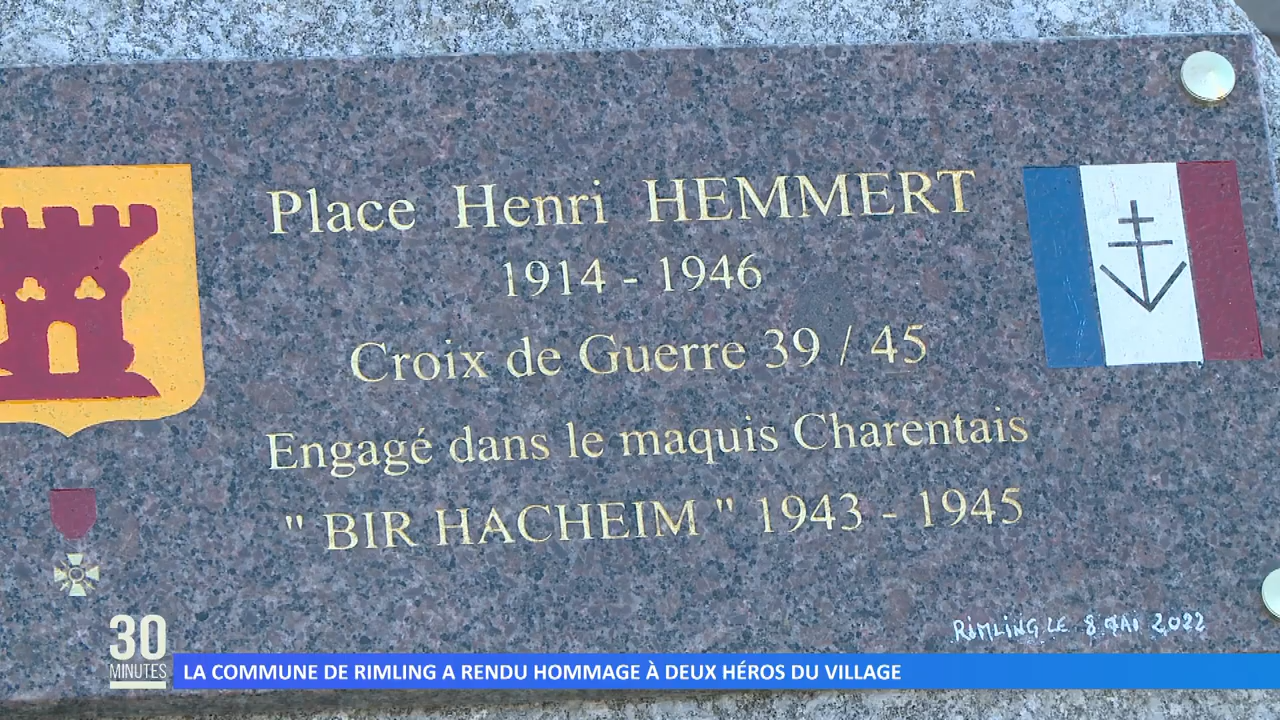 Place Henri HEMMERT
1914 - 1946
Croix de Guerre 39 / 45
Engagé dans le maquis Charentais
" BIR HACHEIM " 1943 - 1945
RIMLING LE 8 MAI 2022
30
MINUTES
LA COMMUNE DE RIMLING A RENDU HOMMAGE À DEUX HÉROS DU VILLAGE